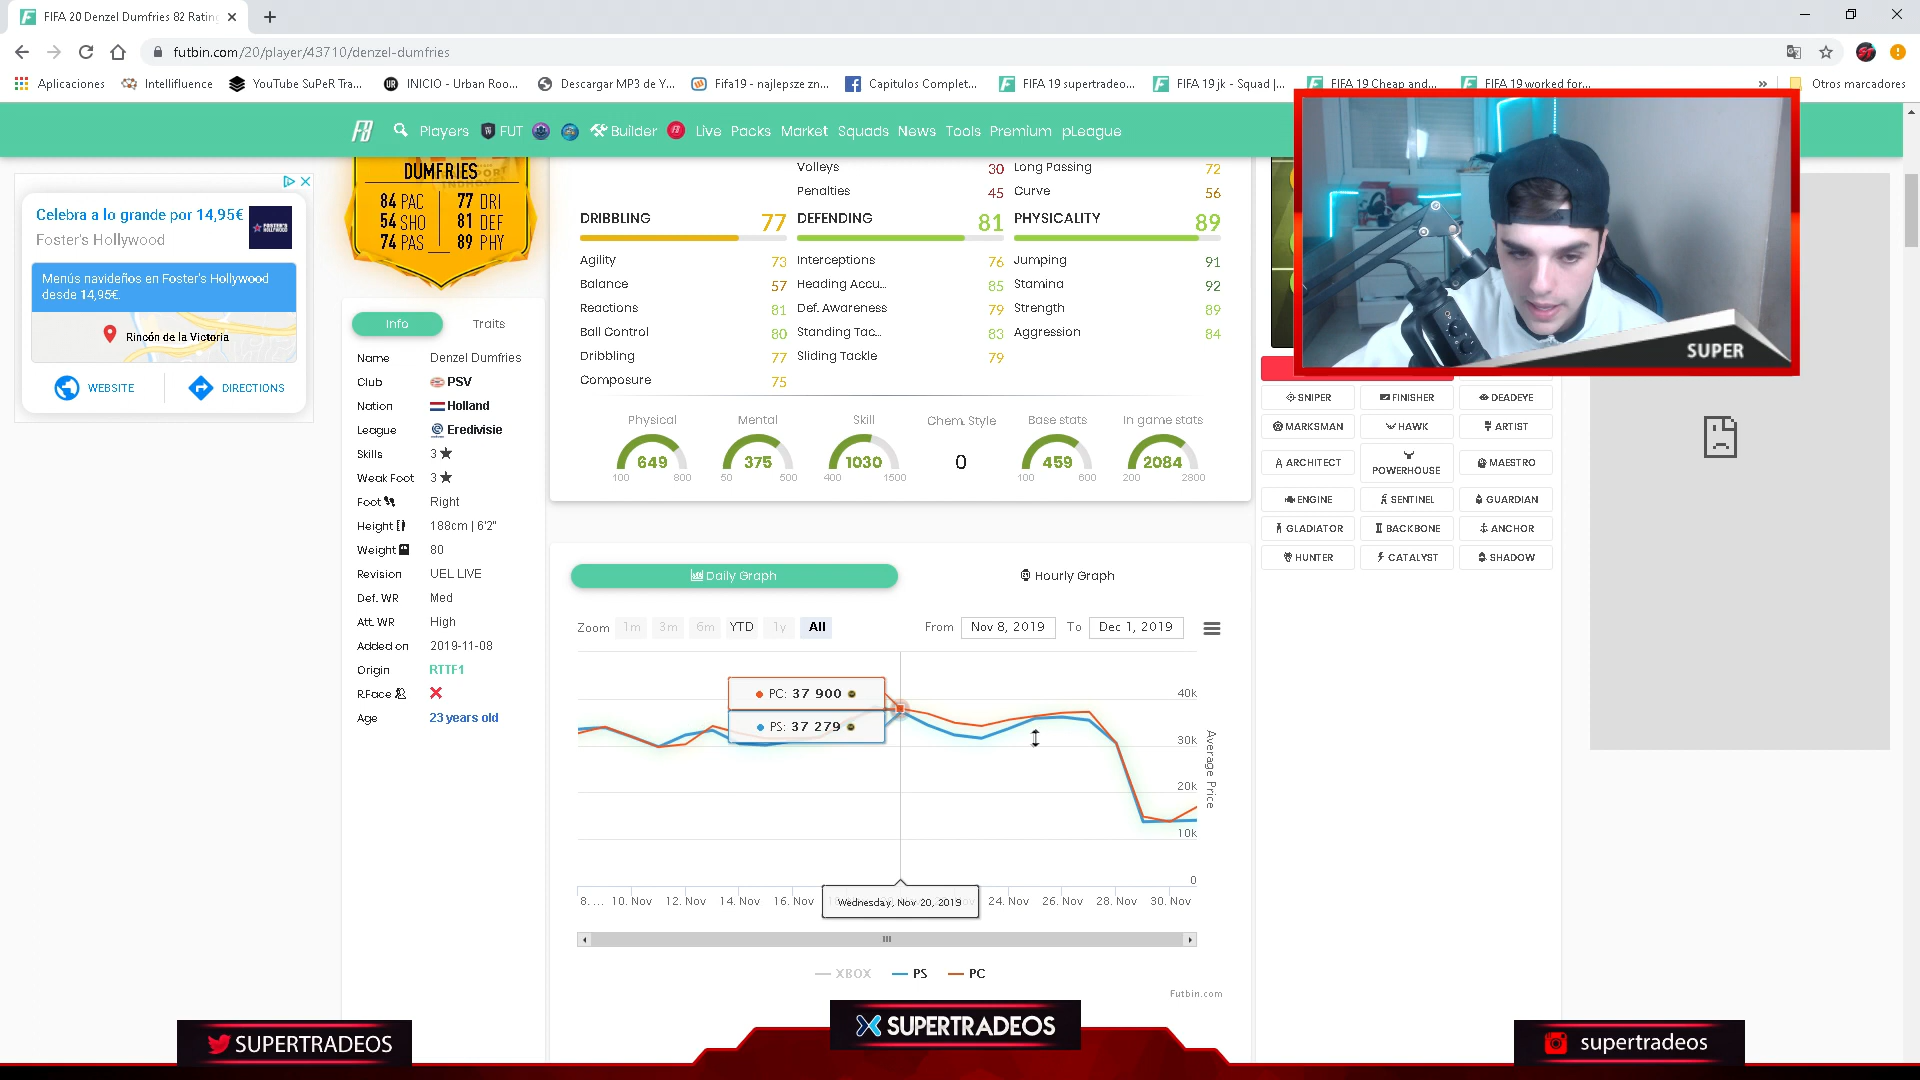 FIFA 20 Denzel Dumfries 82 Rating
futbin.com/20/player/43710/denzel-dumfries
Aplicaciones
Intellifluence
YouTube SuPeR Tra...
INICIO - Urban Roo...
Descargar MP3 de Y...
Fifa19 - najlepsze zn...
Capitulos Complet...
FIFA 19 supertradeo...
FIFA 19 jk - Squad |...
FIFA 19 Cheap and...
FIFA 19 worked for...
»
Otros marcadores
Players
FUT
Builder
Live
Packs
Market
Squads
News
Tools
Premium
pLeague
Celebra a lo grande por 14,95€
Foster's Hollywood
Menús navideños en Foster's Hollywood
desde 14,95€.
Rincón de la Victoria
WEBSITE
DIRECTIONS
DUMFRIES
84 PAC 77 DRI
54 SHO 81 DEF
74 PAS 89 PHY
Info
Traits
Name Denzel Dumfries
Club PSV
Nation Holland
League Eredivisie
Skills 3 ★
Weak Foot 3 ★
Foot Right
Height 188cm | 6'2"
Weight 80
Revision UEL LIVE
Def. WR Med
Att. WR High
Added on 2019-11-08
Origin RTTF1
R.Face
Age 23 years old
Volleys 30
Penalties 45
Long Passing 72
Curve 56
DRIBBLING 77
Agility 73
Balance 57
Reactions 81
Ball Control 80
Dribbling 77
Composure 75
DEFENDING 81
Interceptions 76
Heading Accu... 85
Def. Awareness 79
Standing Tac... 83
Sliding Tackle 79
PHYSICALITY 89
Jumping 91
Stamina 92
Strength 89
Aggression 84
Physical
649
100 800
Mental
375
50 500
Skill
1030
400 1500
Chem. Style
0
Base stats
459
100 600
In game stats
2084
200 2800
Daily Graph
Hourly Graph
Zoom 1m 3m 6m YTD 1y All
From Nov 8, 2019 To Dec 1, 2019
PC: 37 900
PS: 37 279
40k
30k
20k
10k
0
Average Price
8. ... 10. Nov 12. Nov 14. Nov 16. Nov 24. Nov 26. Nov 28. Nov 30. Nov
Wednesday, Nov 20, 2019
XBOX PS PC
Futbin.com
SNIPER FINISHER DEADEYE
MARKSMAN HAWK ARTIST
ARCHITECT POWERHOUSE MAESTRO
ENGINE SENTINEL GUARDIAN
GLADIATOR BACKBONE ANCHOR
HUNTER CATALYST SHADOW
SUPER
SUPERTRADEOS
SUPERTRADEOS
supertradeos